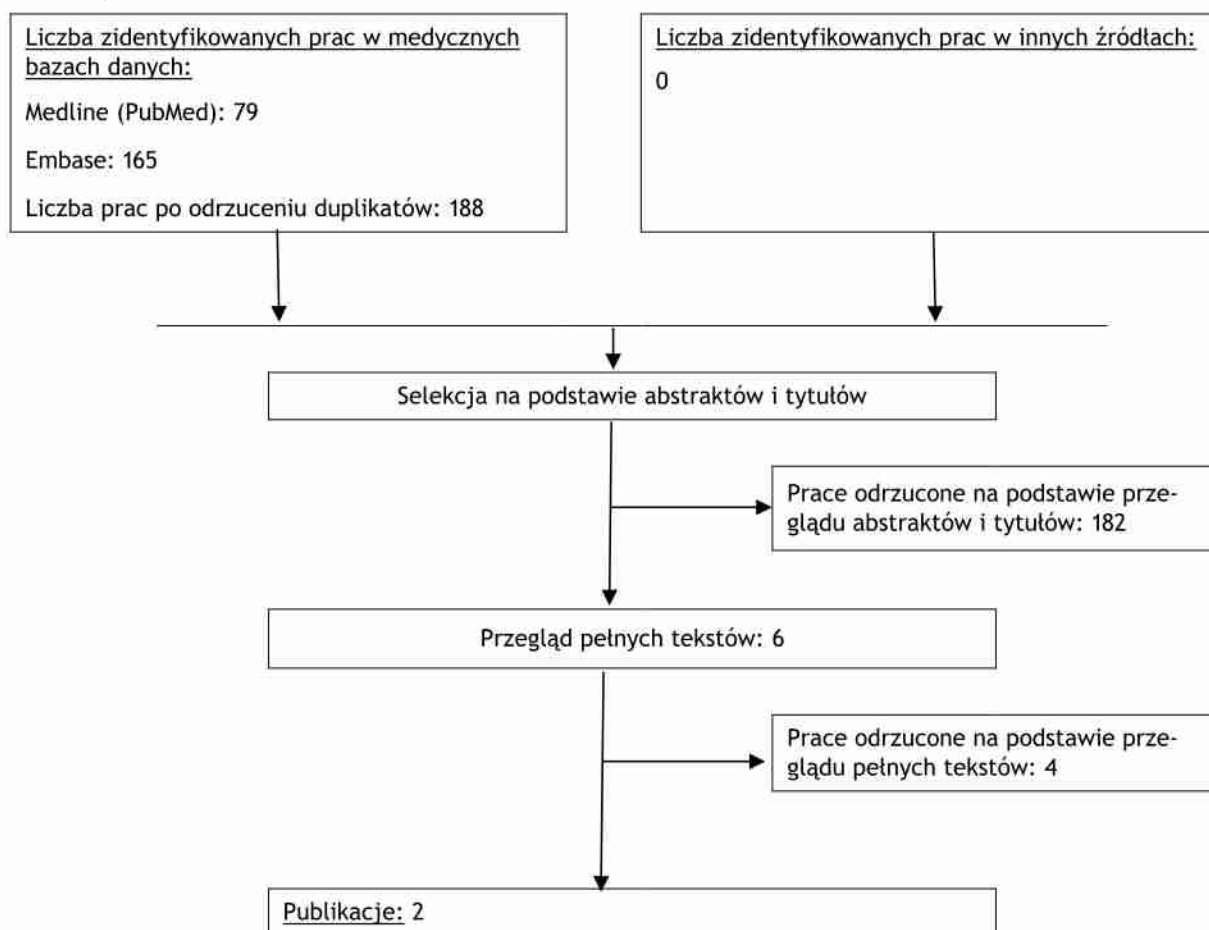 Liczba zidentyfikowanych prac w medycznych
bazach danych:
Medline (PubMed): 79
Embase: 165
Liczba prac po odrzuceniu duplikatów: 188
Liczba zidentyfikowanych prac w innych źródłach:
0
Selekcja na podstawie abstraktów i tytułów
Prace odrzucone na podstawie prze-
glądu abstraktów i tytułów: 182
Przegląd pełnych tekstów: 6
Prace odrzucone na podstawie prze-
glądu pełnych tekstów: 4
Publikacje: 2